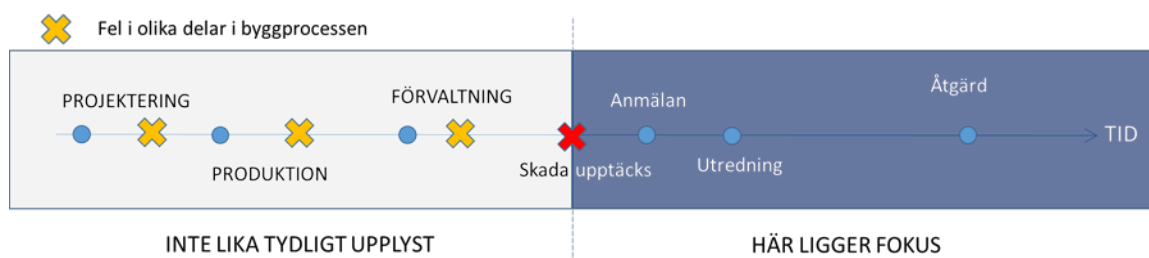 Fel i olika delar i byggprocessen
PROJEKTERING
PRODUKTION
FÖRVALTNING
Skada upptäcks
Anmälan
Utredning
Åtgärd
TID
INTE LIKA TYDLIGT UPPLYST
HÄR LIGGER FOKUS